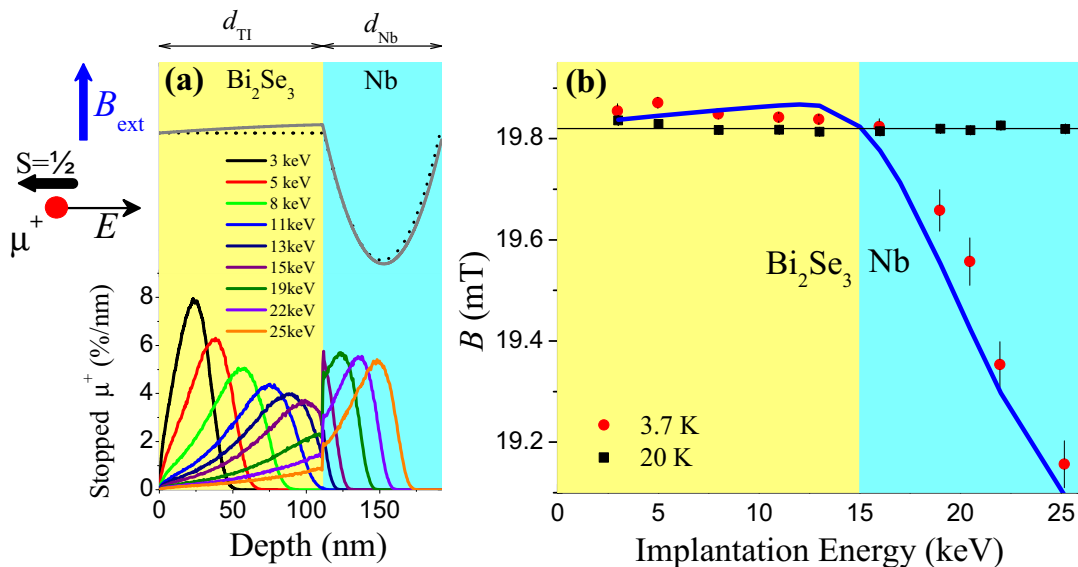 d_TI d_Nb
(a) Bi₂Se₃ Nb
B_ext
S=½
μ⁺ E
3 keV
5 keV
8 keV
11keV
13keV
15keV
19keV
22keV
25keV
Stopped μ⁺ (%/nm)
8
6
4
2
0
0 50 100 150
Depth (nm)
(b)
B (mT)
19.8
19.6
19.4
19.2
Bi₂Se₃ Nb
3.7 K
20 K
0 5 10 15 20 25
Implantation Energy (keV)